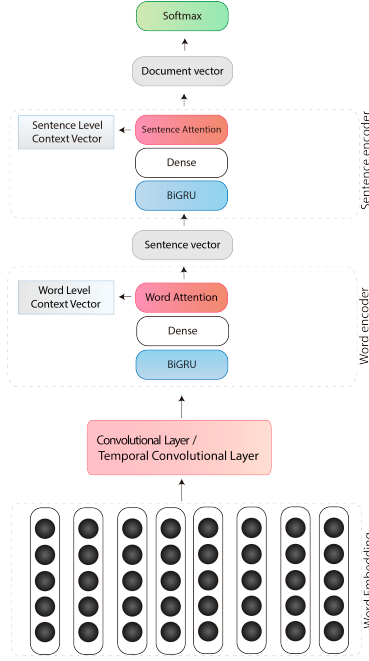 Softmax
Document vector
Sentence Level
Context Vector
Sentence Attention
Dense
BiGRU
Sentence encoder
Sentence vector
Word Level
Context Vector
Word Attention
Dense
BiGRU
Word encoder
Convolutional Layer /
Temporal Convolutional Layer
Word Embedding